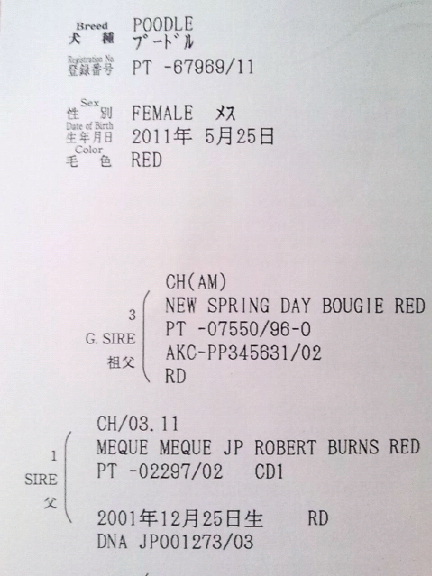 Breed POODLE
犬 種 プードル
Registration No.
登録番号 PT -67969/11
Sex
性 別 FEMALE メス
Date of Birth
生年月日 2011年 5月25日
Color
毛 色 RED
CH(AM)
NEW SPRING DAY BOUGIE RED
3 PT -07550/96-0
G. SIRE AKC-PP345631/02
祖父 RD
CH/03.11
1 MEQUE MEQUE JP ROBERT BURNS RED
SIRE PT -02297/02 CD1
父 2001年12月25日生 RD
DNA JP001273/03